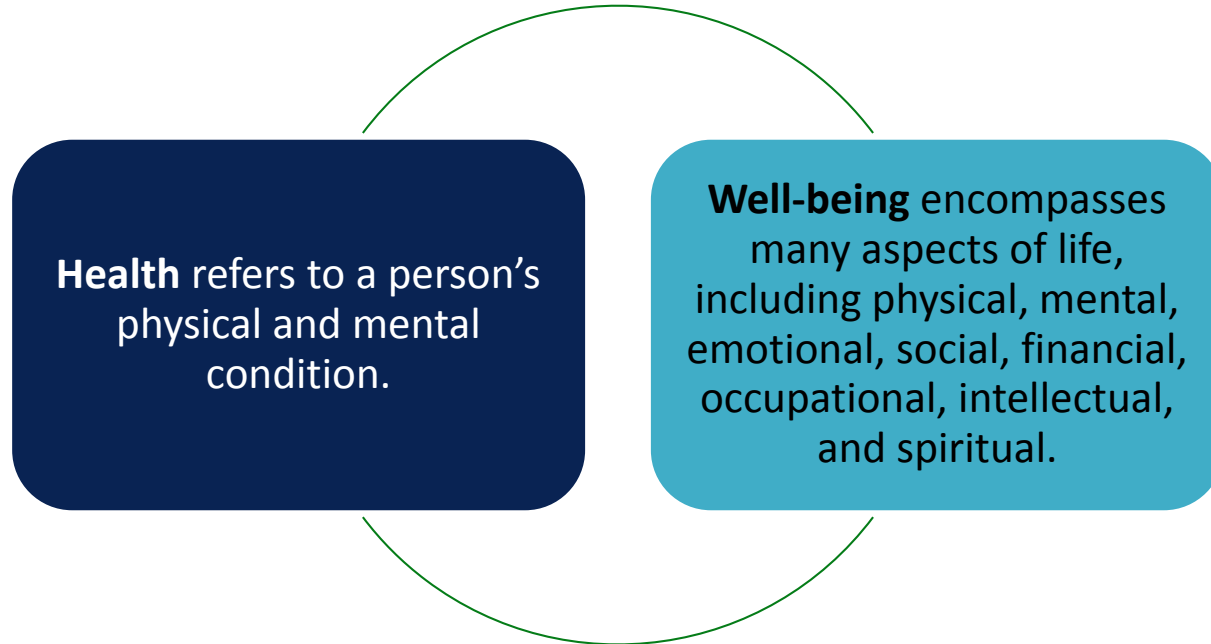 Health refers to a person’s
physical and mental
condition.
Well-being encompasses
many aspects of life,
including physical, mental,
emotional, social, financial,
occupational, intellectual,
and spiritual.